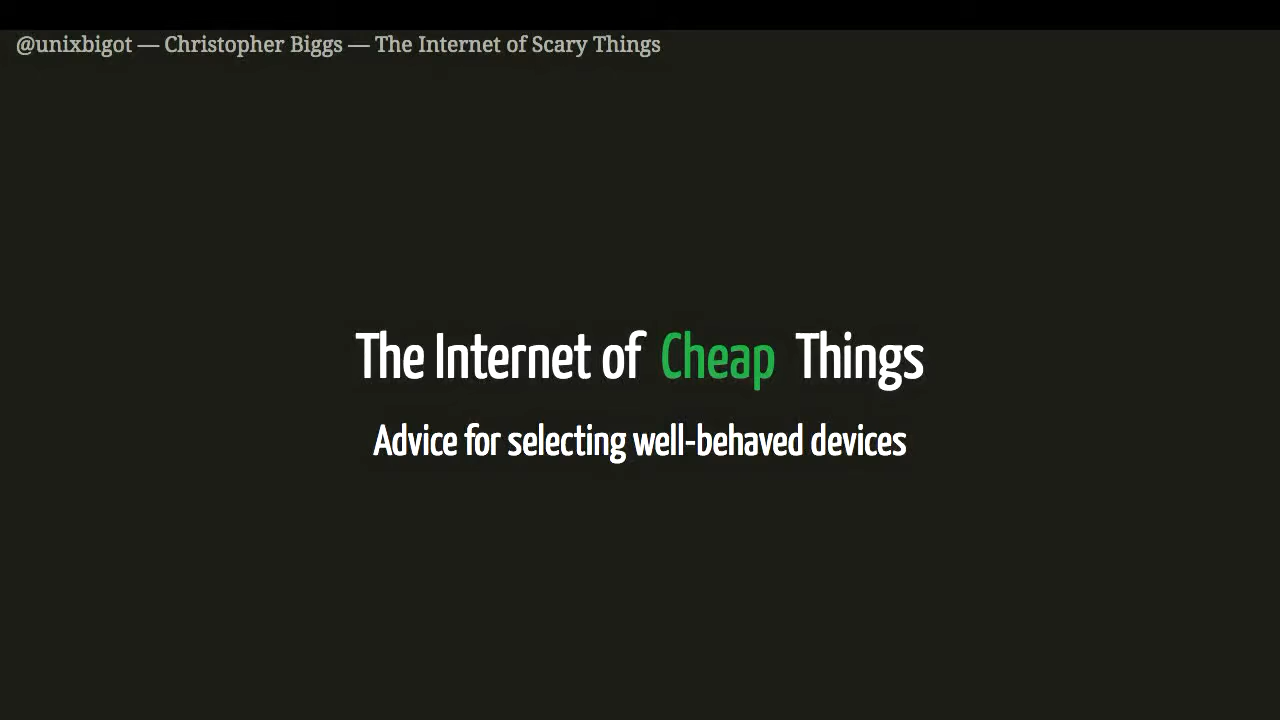 @unixbigot — Christopher Biggs — The Internet of Scary Things
The Internet of Cheap Things
Advice for selecting well-behaved devices